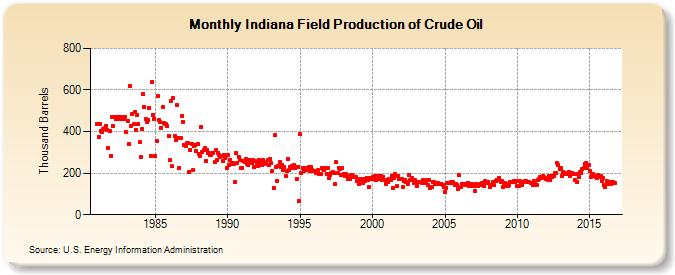 Monthly Indiana Field Production of Crude Oil
Thousand Barrels
800
600
400
200
0
1985 1990 1995 2000 2005 2010 2015
Source: U.S. Energy Information Administration